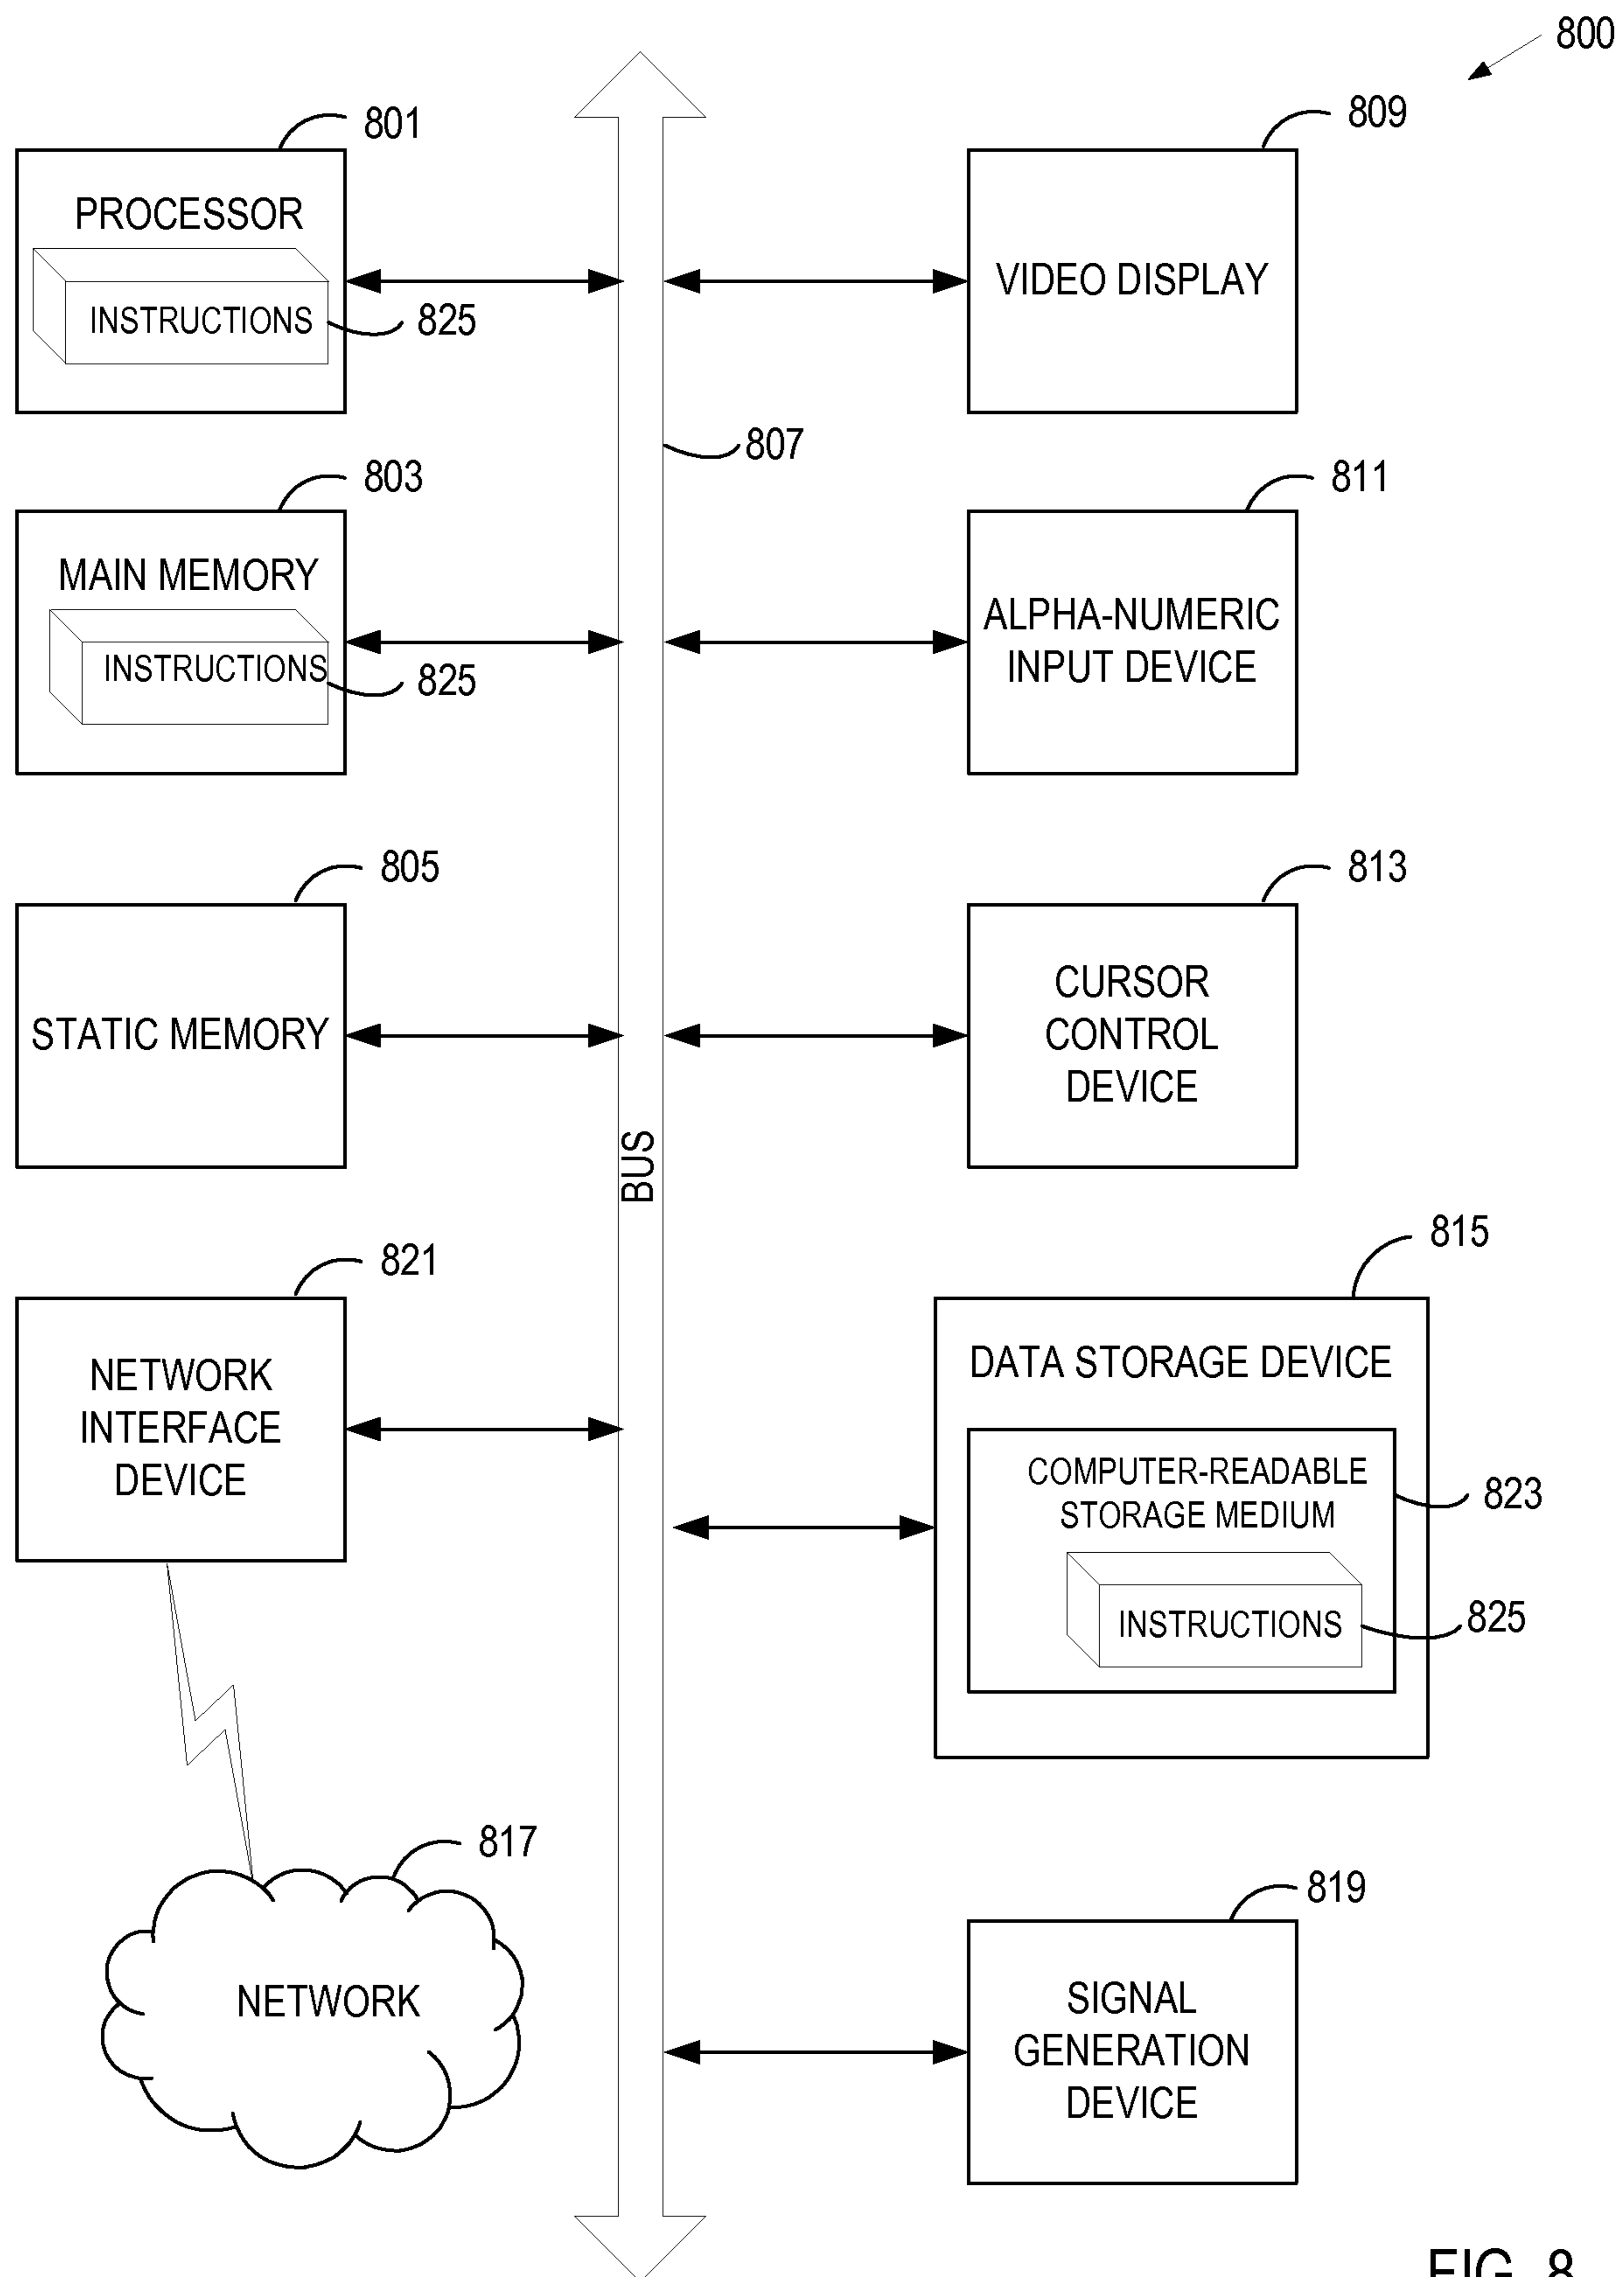 800
801
PROCESSOR
INSTRUCTIONS
825
809
VIDEO DISPLAY
807
803
MAIN MEMORY
INSTRUCTIONS
825
811
ALPHA-NUMERIC
INPUT DEVICE
805
STATIC MEMORY
813
CURSOR
CONTROL
DEVICE
BUS
821
NETWORK
INTERFACE
DEVICE
815
DATA STORAGE DEVICE
COMPUTER-READABLE
STORAGE MEDIUM
823
INSTRUCTIONS
825
817
NETWORK
819
SIGNAL
GENERATION
DEVICE
FIG. 8